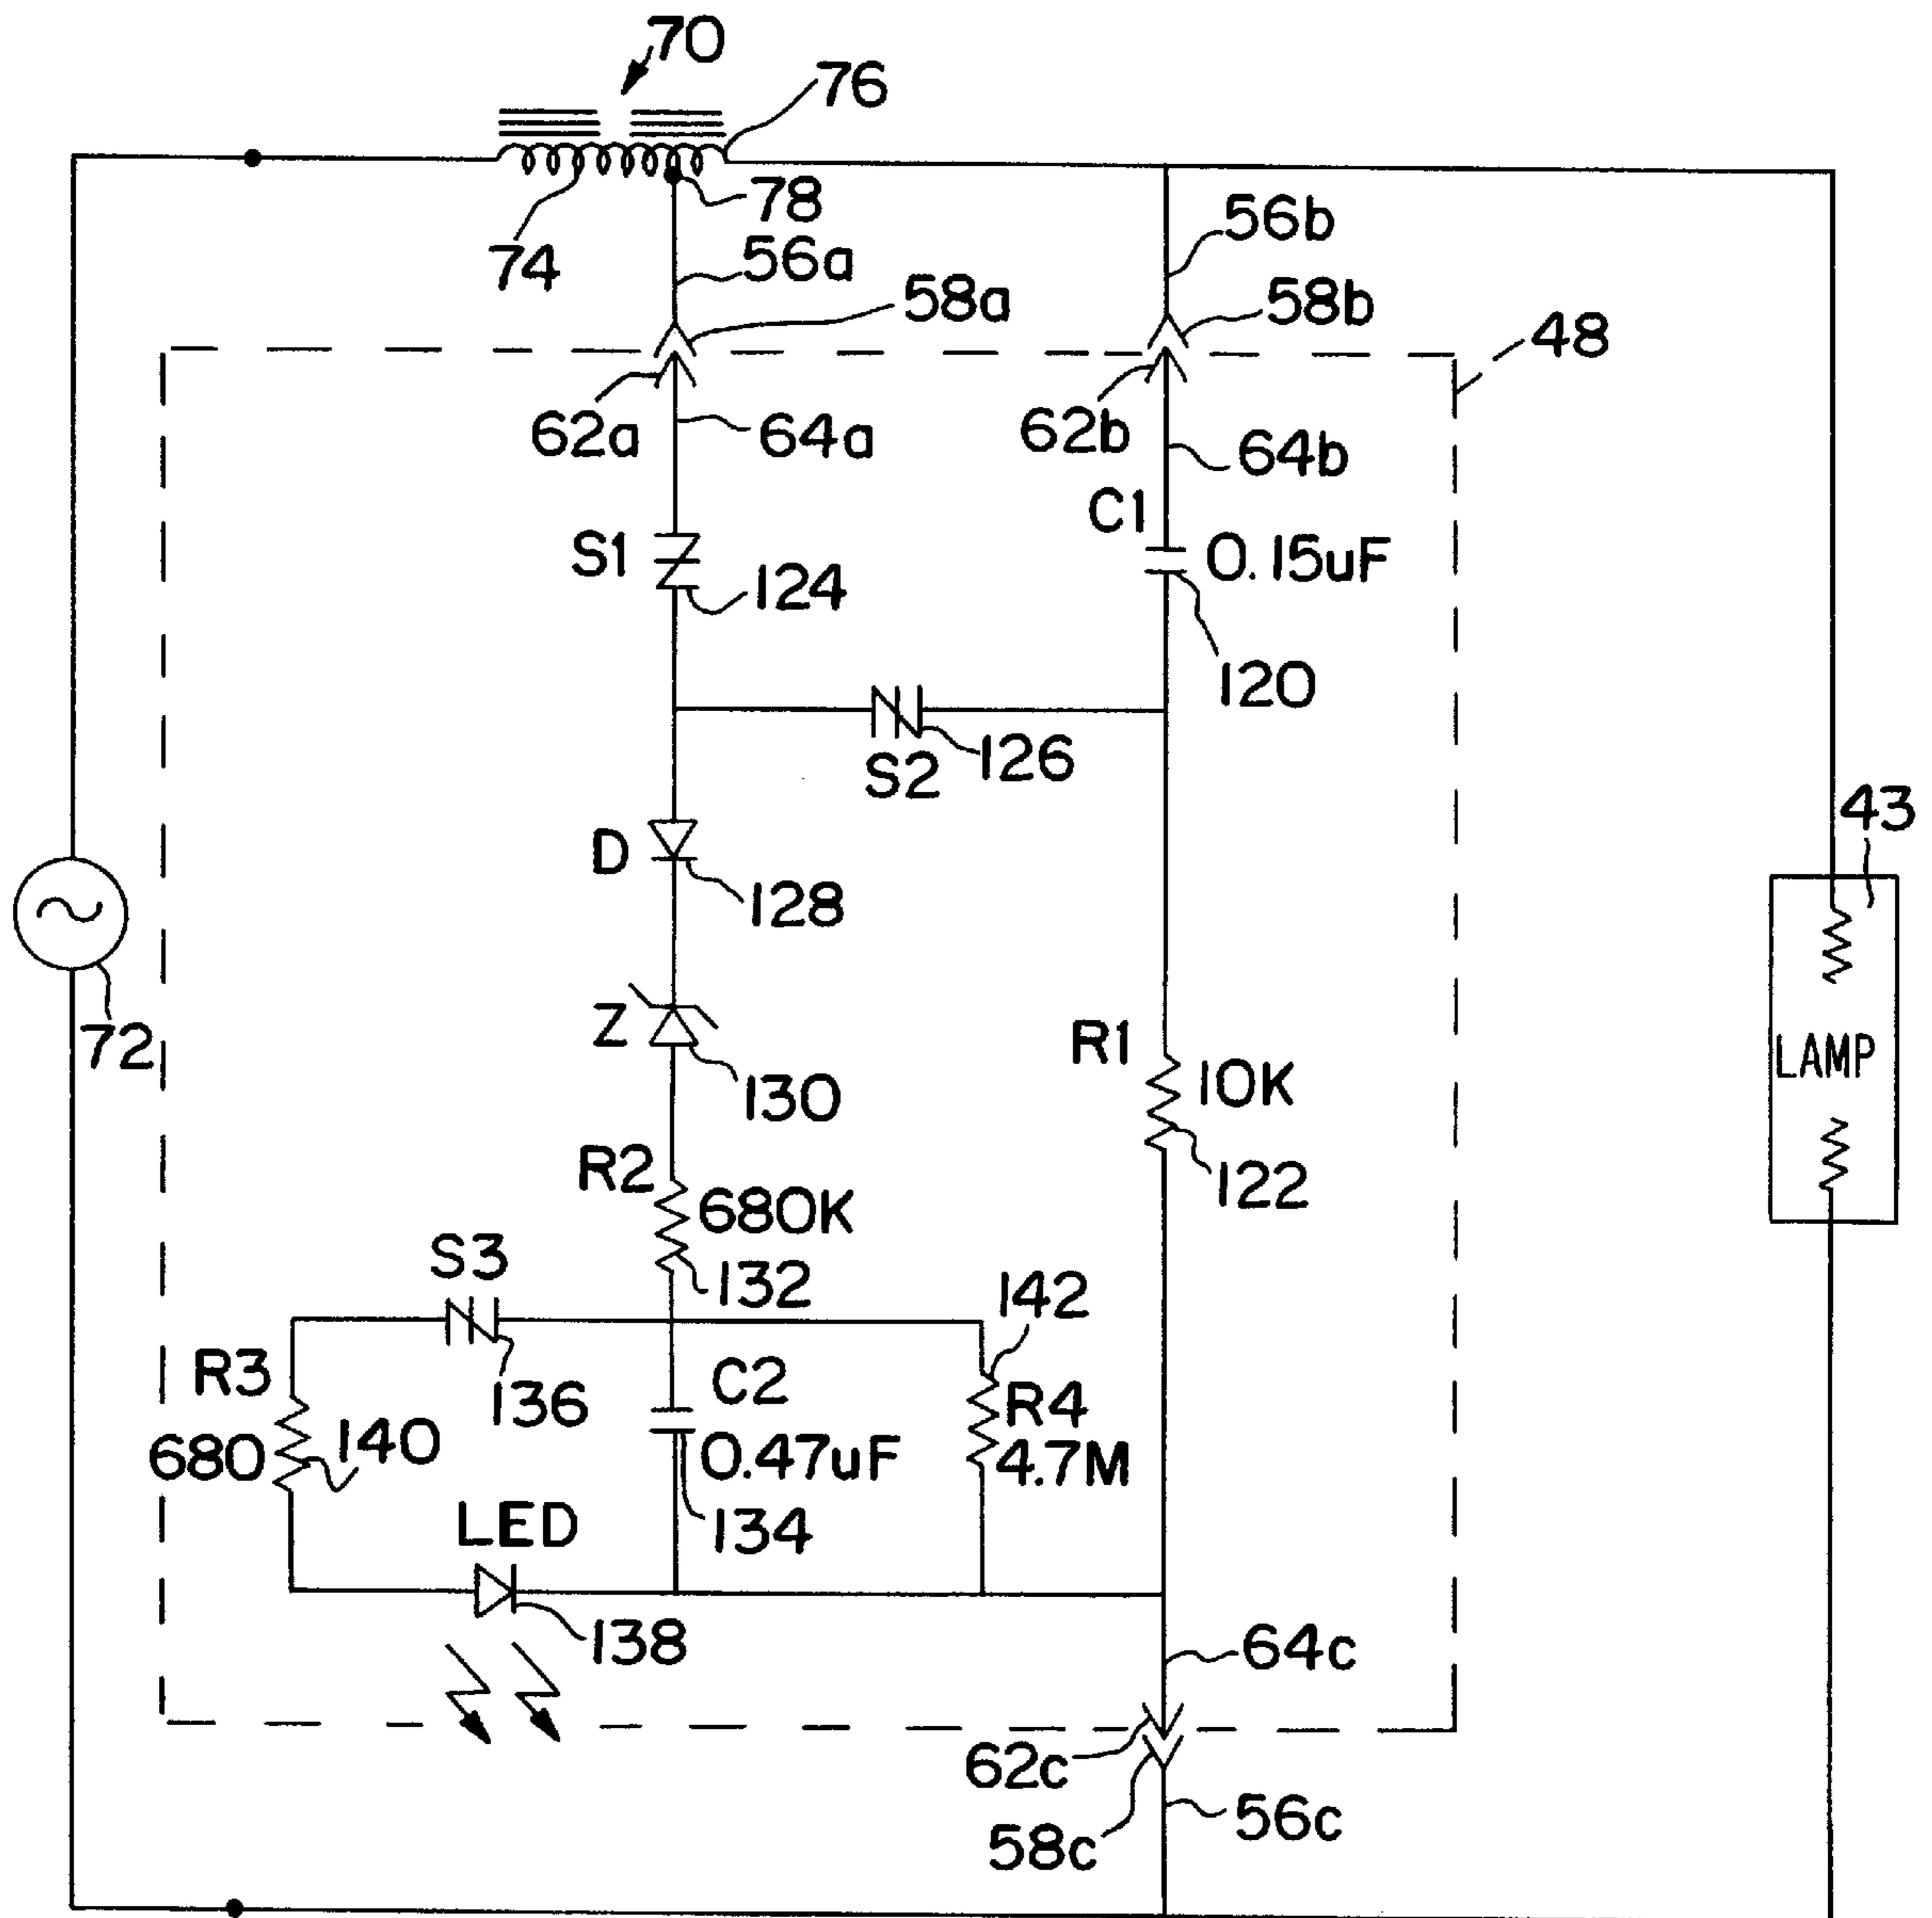 70
76
78
74
56a
56b
58a
58b
48
62a
64a
62b
64b
C1
S1
0.15uF
124
120
126
S2
43
D
128
Z
72
R1
130
10K
LAMP
R2
122
680K
S3
132
142
R3
C2
136
R4
140
680
0.47uF
4.7M
LED
134
138
64c
62c
56c
58c